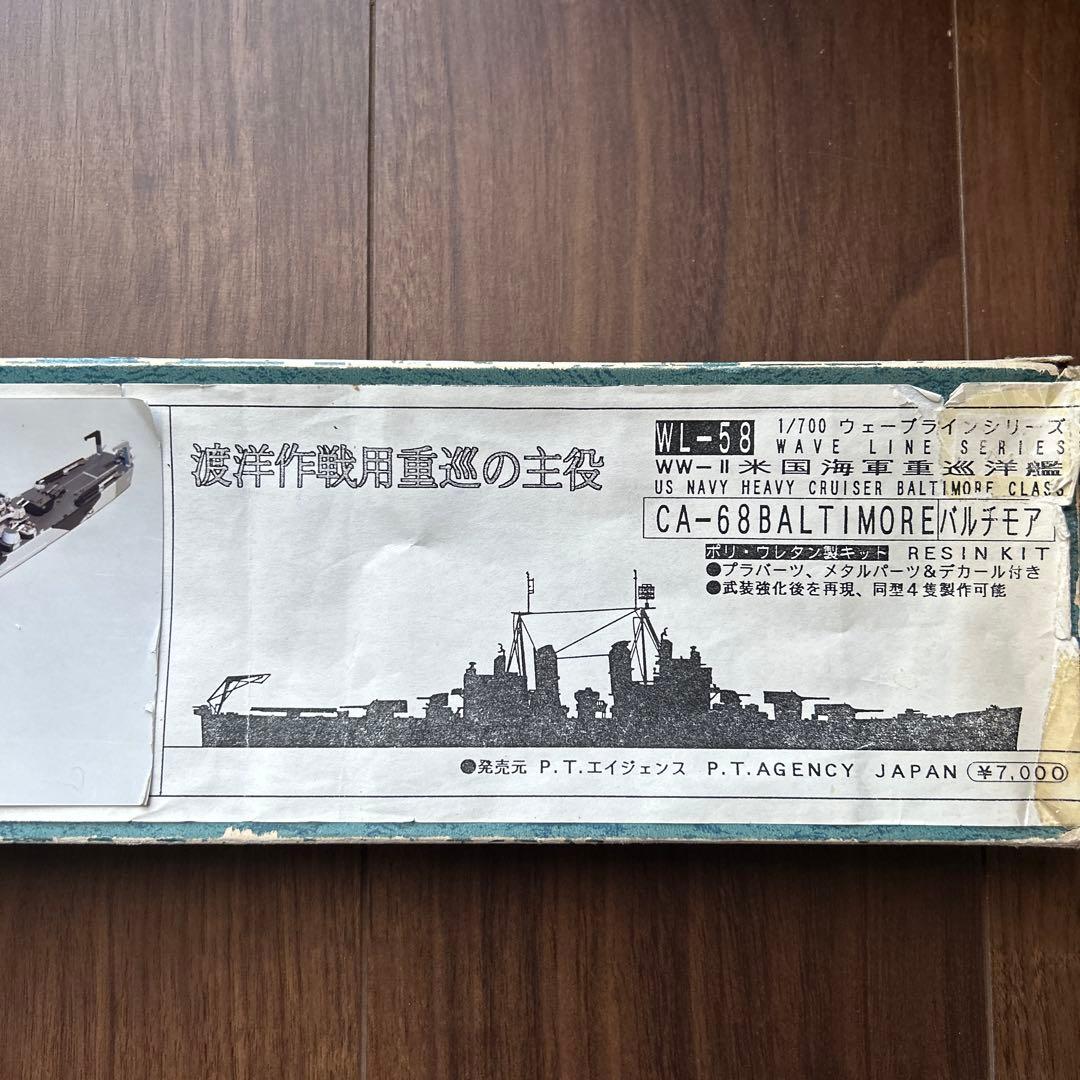 渡洋作戦用重巡の主役
WL-58 1/700 ウェーブラインシリーズ
WAVE LINE SERIES
WW-II 米国海軍重巡洋艦
US NAVY HEAVY CRUISER BALTIMORE CLASS
CA-68 BALTIMORE バルチモア
ポリ・ウレタン製キット RESIN KIT
●プラパーツ、メタルパーツ&デカール付き
●武装強化後を再現、同型4隻製作可能
●発売元 P.T.エイジェンス P.T.AGENCY JAPAN ¥7,000